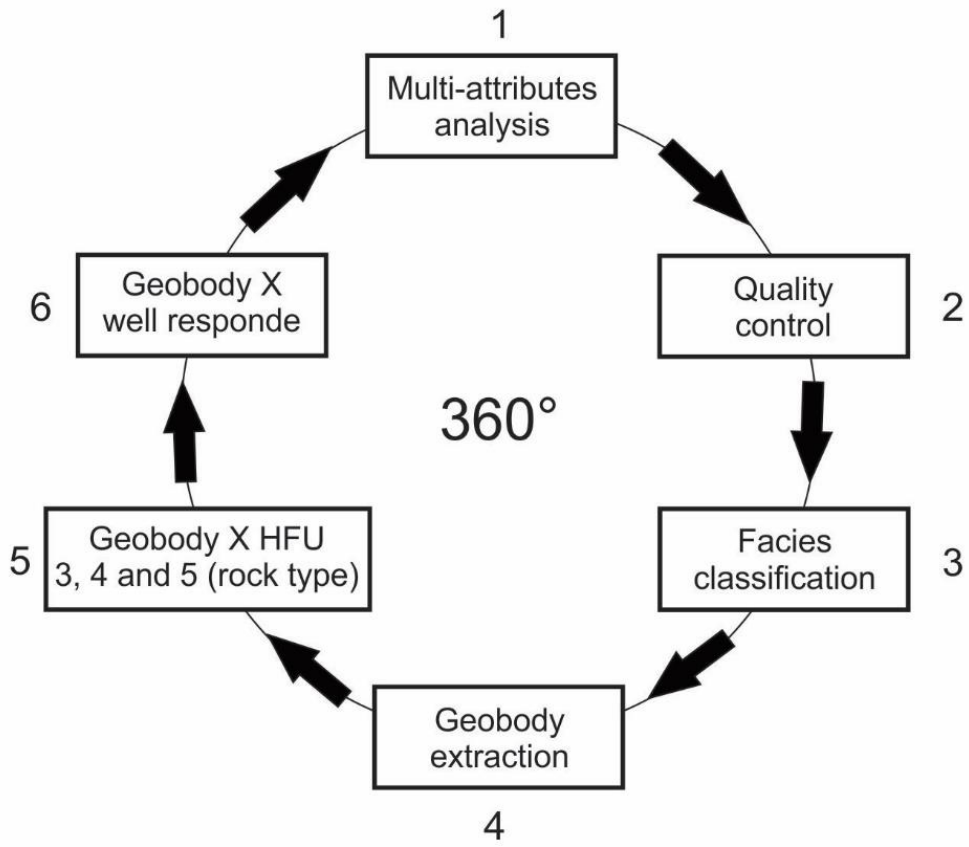 1
Multi-attributes
analysis
2
Quality
control
3
Facies
classification
4
Geobody
extraction
5
Geobody X HFU
3, 4 and 5 (rock type)
6
Geobody X
well responde
360°